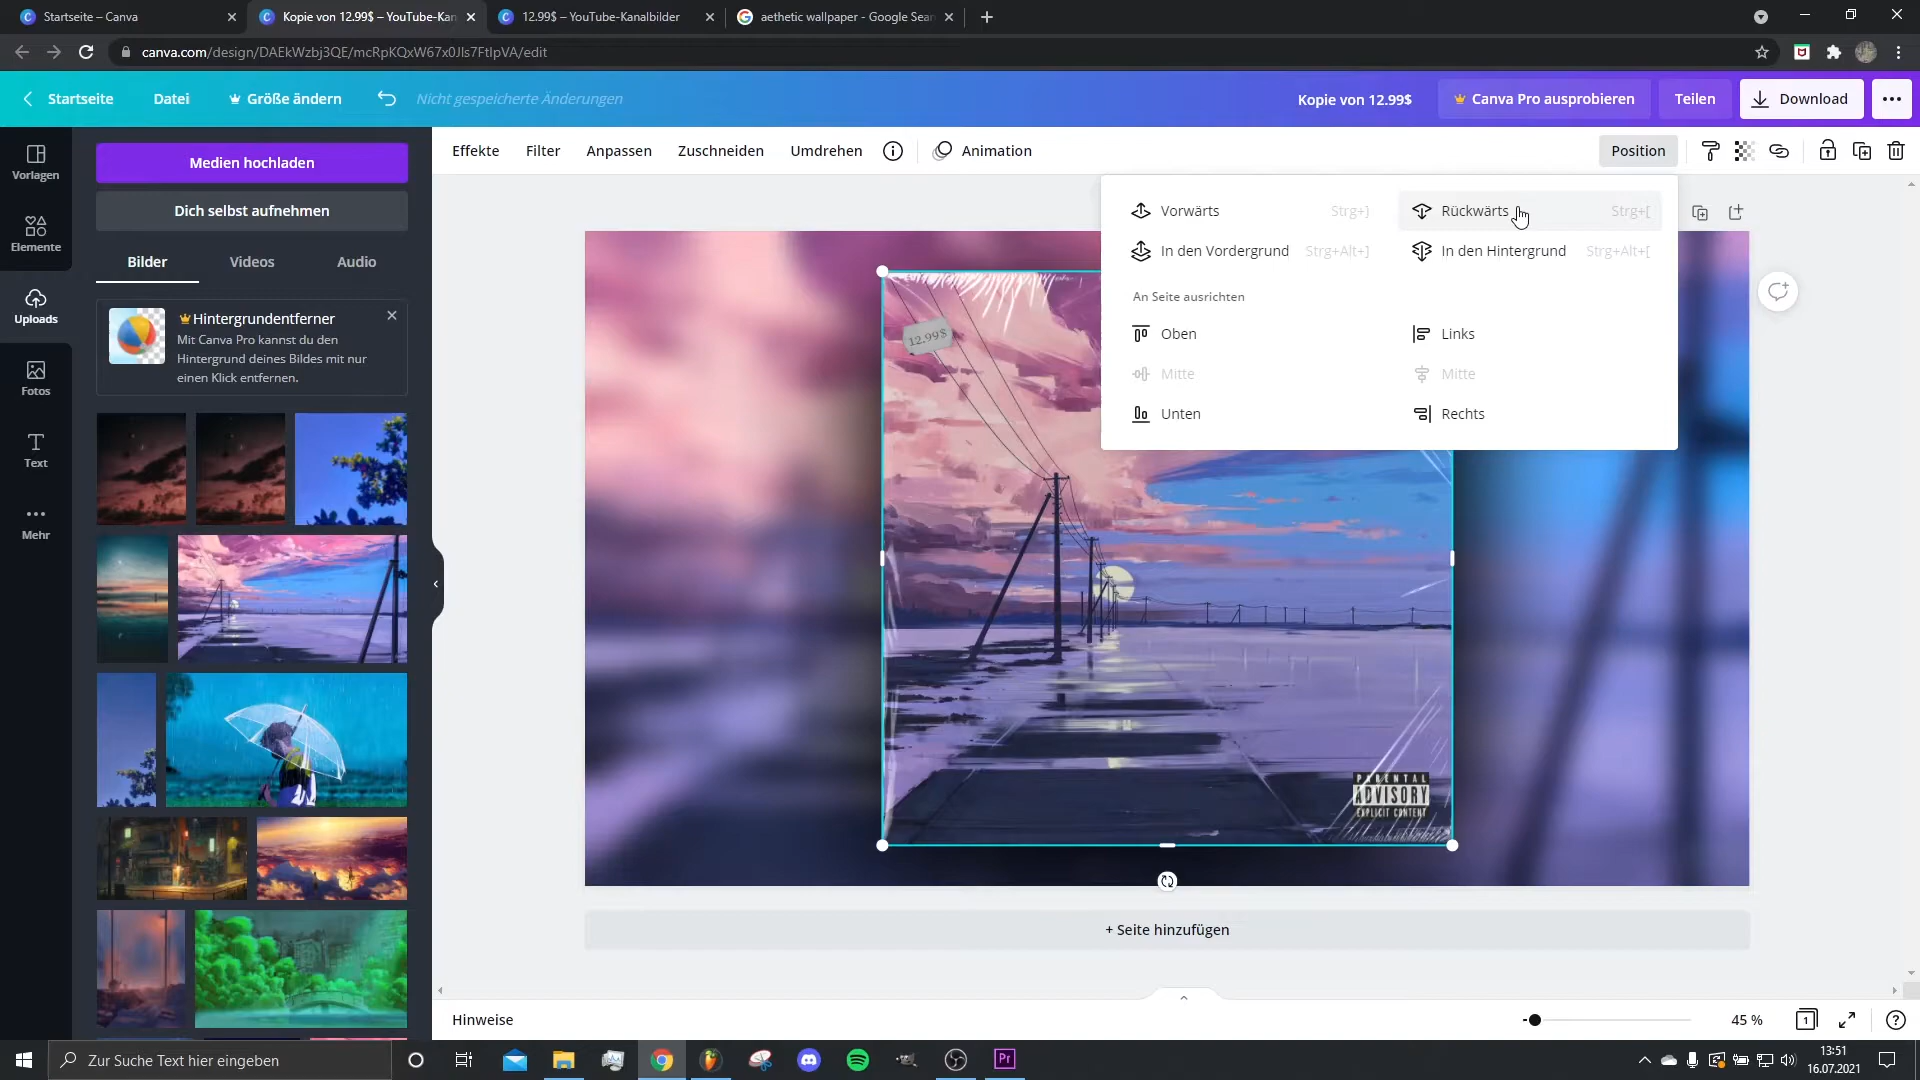 Startseite – Canva
Kopie von 12.99$ – YouTube-Kan
12.99$ – YouTube-Kanalbilder
aethetic wallpaper - Google Sear
canva.com/design/DAEkWzbj3QE/mcRpKQxW67x0Jls7FtIpVA/edit
Startseite
Datei
Größe ändern
Nicht gespeicherte Änderungen
Kopie von 12.99$
Canva Pro ausprobieren
Teilen
Download
Vorlagen
Elemente
Uploads
Fotos
Text
Mehr
Medien hochladen
Dich selbst aufnehmen
Bilder
Videos
Audio
Hintergrundentferner
Mit Canva Pro kannst du den
Hintergrund deines Bildes mit nur
einen Klick entfernen.
Effekte
Filter
Anpassen
Zuschneiden
Umdrehen
Animation
Position
Vorwärts Strg+]
Rückwärts Strg+[
In den Vordergrund Strg+Alt+]
In den Hintergrund Strg+Alt+[
An Seite ausrichten
Oben
Links
Mitte
Mitte
Unten
Rechts
12.99$
PARENTAL
ADVISORY
EXPLICIT CONTENT
+ Seite hinzufügen
Hinweise
45 %
1
Zur Suche Text hier eingeben
Pr
13:51
16.07.2021